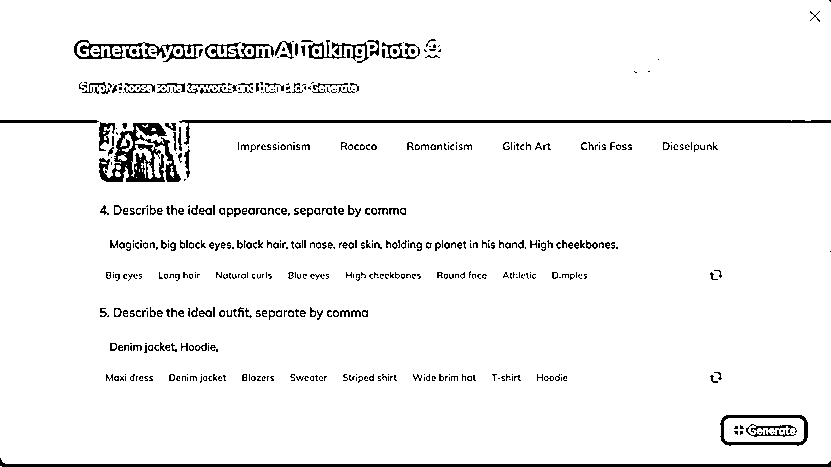 Generate your custom AI TalkingPhoto
Simply choose some keywords and then click Generate
Impressionism Rococo Romanticism Glitch Art Chris Foss Dieselpunk
4. Describe the ideal appearance, separate by comma
Magician, big black eyes, black hair, tall nose, real skin, holding a planet in his hand, High cheekbones,
Big eyes Long hair Natural curls Blue eyes High cheekbones Round face Athletic Dimples
5. Describe the ideal outfit, separate by comma
Denim jacket, Hoodie,
Maxi dress Denim jacket Blazers Sweater Striped shirt Wide brim hat T-shirt Hoodie
Generate